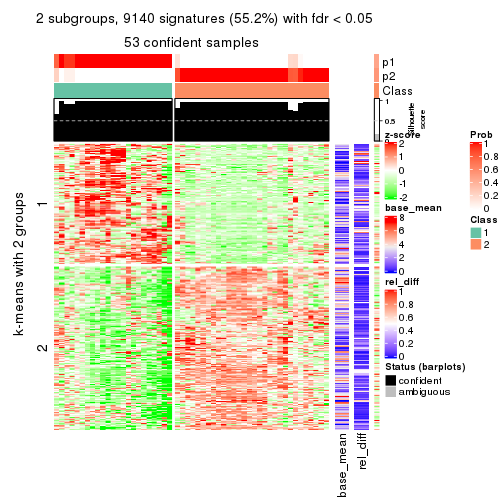 2 subgroups, 9140 signatures (55.2%) with fdr < 0.05
53 confident samples
p1
p2
Class
1
0.5
0
Silhouette
score
k-means with 2 groups
1
2
z-score
2
1
0
-1
-2
base_mean
8
6
4
2
0
rel_diff
1
0.8
0.6
0.4
0.2
0
Status (barplots)
confident
ambiguous
Prob
1
0.8
0.6
0.4
0.2
0
Class
1
2
base_mean
rel_diff